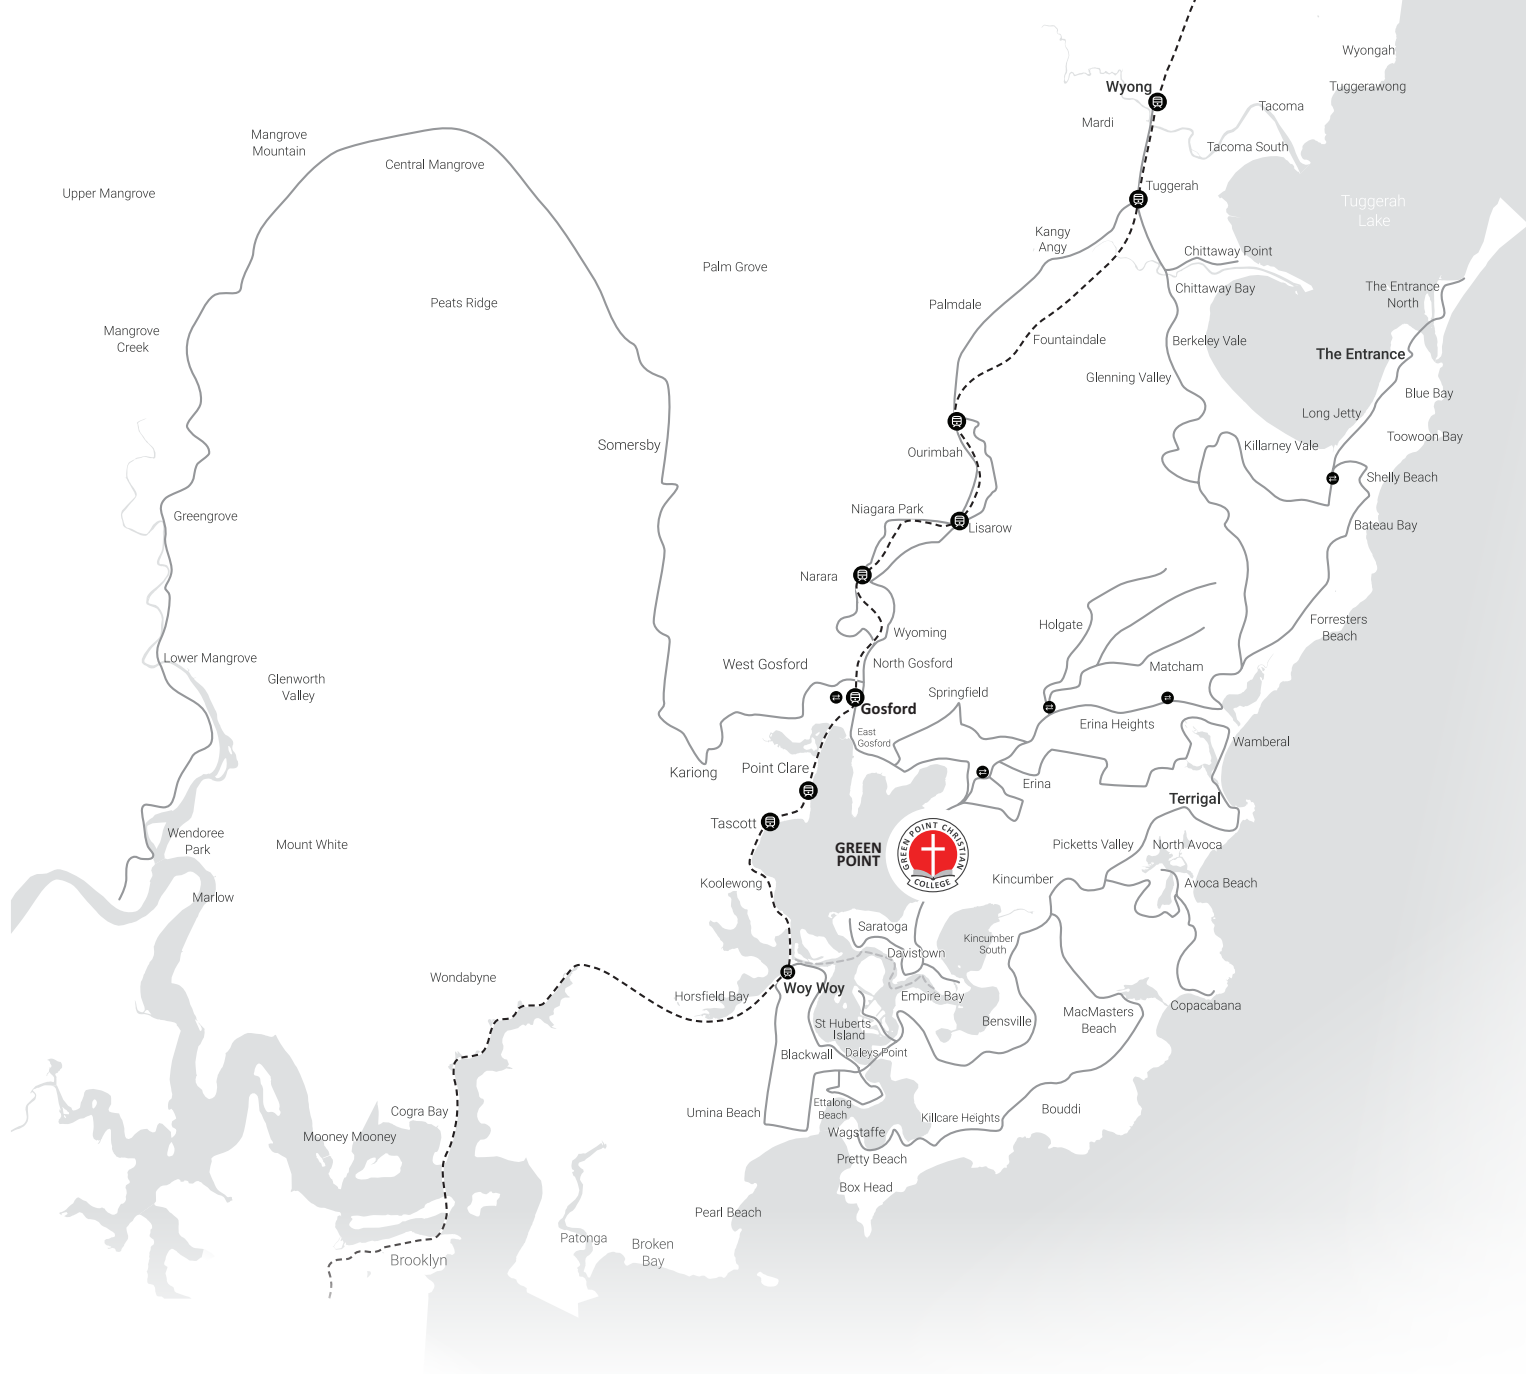 Wyongah
Tuggerawong
Wyong
Tacoma
Mardi
Mangrove
Mountain
Central Mangrove
Tacoma South
Upper Mangrove
Tuggerah
Tuggerah
Lake
Kangy
Angy
Chittaway Point
Palm Grove
Chittaway Bay
The Entrance
North
Peats Ridge
Palmdale
Mangrove
Creek
Fountaindale
Berkeley Vale
The Entrance
Glenning Valley
Blue Bay
Long Jetty
Toowoon Bay
Somersby
Ourimbah
Killarney Vale
Shelly Beach
Greengrove
Niagara Park
Lisarow
Bateau Bay
Narara
Holgate
Forresters
Beach
Wyoming
Lower Mangrove
West Gosford
North Gosford
Matcham
Glenworth
Valley
Springfield
Gosford
Erina Heights
East
Gosford
Wamberal
Kariong
Point Clare
Erina
Terrigal
Tascott
Wendoree
Park
Mount White
GREEN
POINT
GREEN POINT CHRISTIAN
COLLEGE
Picketts Valley
North Avoca
Koolewong
Kincumber
Avoca Beach
Marlow
Saratoga
Kincumber
South
Davistown
Wondabyne
Woy Woy
Horsfield Bay
Empire Bay
Copacabana
St Huberts
Island
Bensville
MacMasters
Beach
Blackwall
Daleys Point
Cogra Bay
Umina Beach
Ettalong
Beach
Killcare Heights
Bouddi
Mooney Mooney
Wagstaffe
Pretty Beach
Box Head
Pearl Beach
Patonga
Broken
Bay
Brooklyn